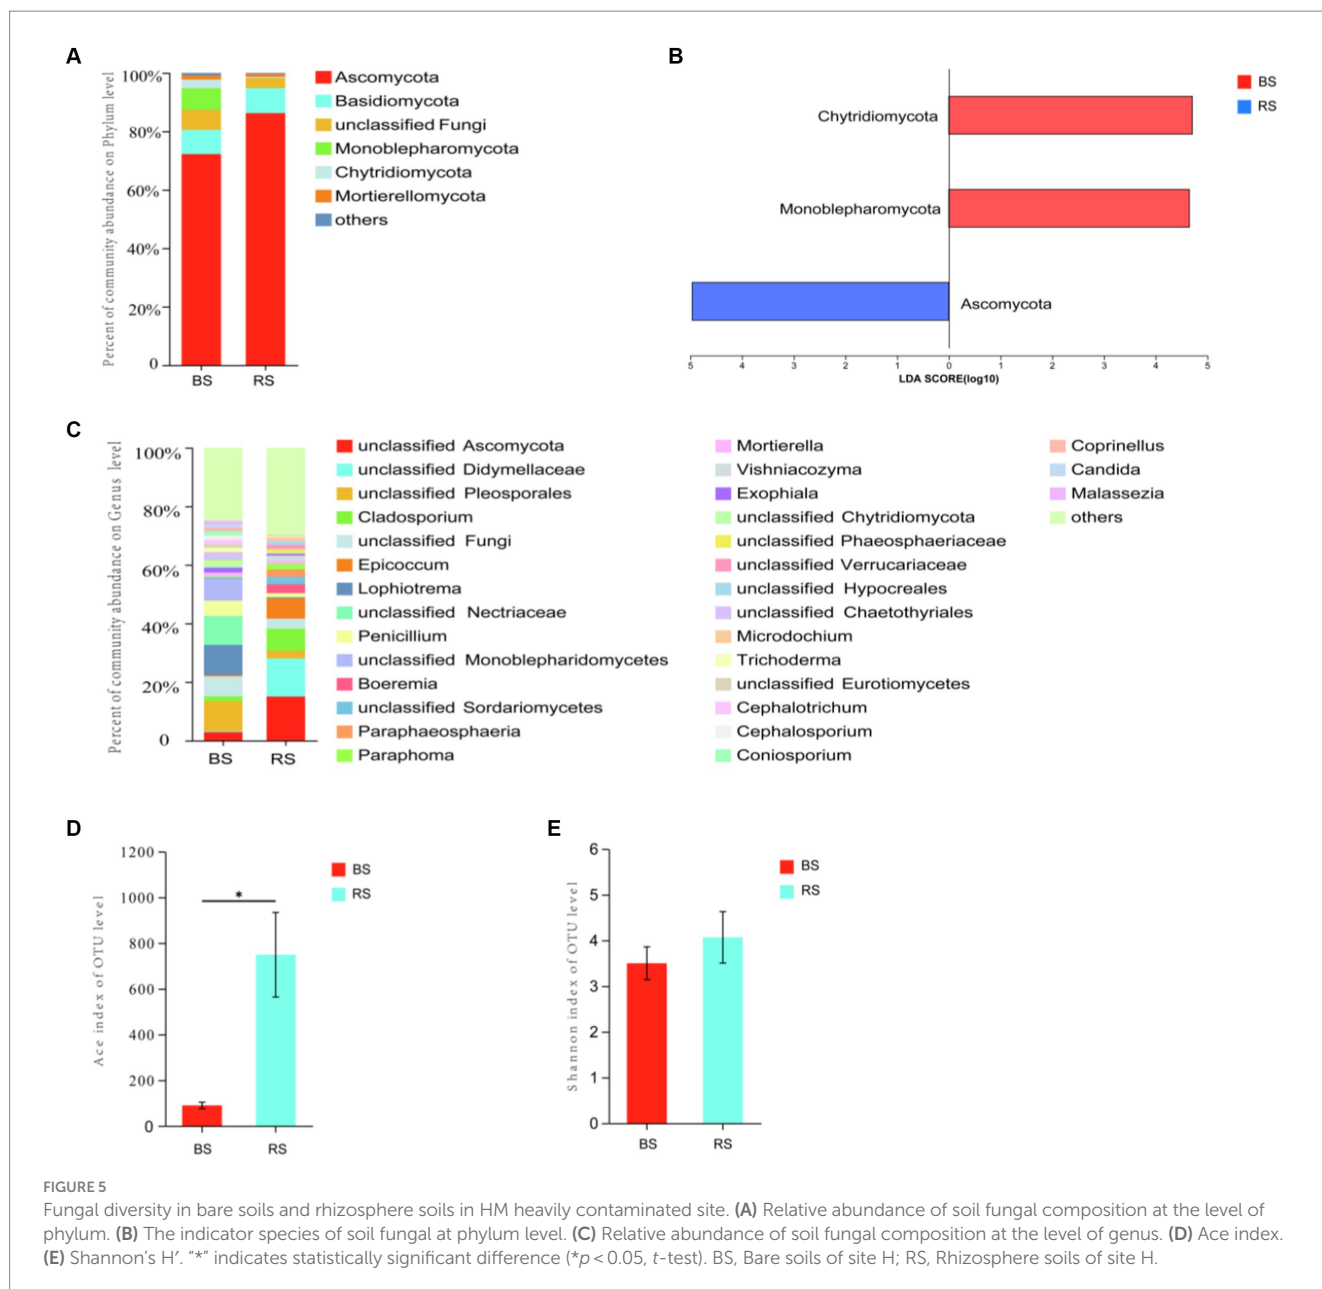 A
Percent of community abundance on Phylum level
100%
80%
60%
40%
20%
0
BS
RS
Ascomycota
Basidiomycota
unclassified Fungi
Monoblepharomycota
Chytridiomycota
Mortierellomycota
others
B
Chytridiomycota
Monoblepharomycota
Ascomycota
5 4 3 2 1 0 1 2 3 4 5
LDA SCORE(log10)
BS
RS
C
Percent of community abundance on Genus level
100%
80%
60%
40%
20%
0
BS
RS
unclassified Ascomycota
unclassified Didymellaceae
unclassified Pleosporales
Cladosporium
unclassified Fungi
Epicoccum
Lophiotrema
unclassified Nectriaceae
Penicillium
unclassified Monoblepharidomycetes
Boeremia
unclassified Sordariomycetes
Paraphaeosphaeria
Paraphoma
Mortierella
Vishniacozyma
Exophiala
unclassified Chytridiomycota
unclassified Phaeosphaeriaceae
unclassified Verrucariaceae
unclassified Hypocreales
unclassified Chaetothyriales
Microdochium
Trichoderma
unclassified Eurotiomycetes
Cephalotrichum
Cephalosporium
Coniosporium
Coprinellus
Candida
Malassezia
others
D
Ace index of OTU level
1200
1000
800
600
400
200
0
*
BS
RS
BS
RS
E
Shannon index of OTU level
6
5
4
3
2
1
0
BS
RS
BS
RS
FIGURE 5
Fungal diversity in bare soils and rhizosphere soils in HM heavily contaminated site. (A) Relative abundance of soil fungal composition at the level of
phylum. (B) The indicator species of soil fungal at phylum level. (C) Relative abundance of soil fungal composition at the level of genus. (D) Ace index.
(E) Shannon's H′. "*" indicates statistically significant difference (*p < 0.05, t-test). BS, Bare soils of site H; RS, Rhizosphere soils of site H.